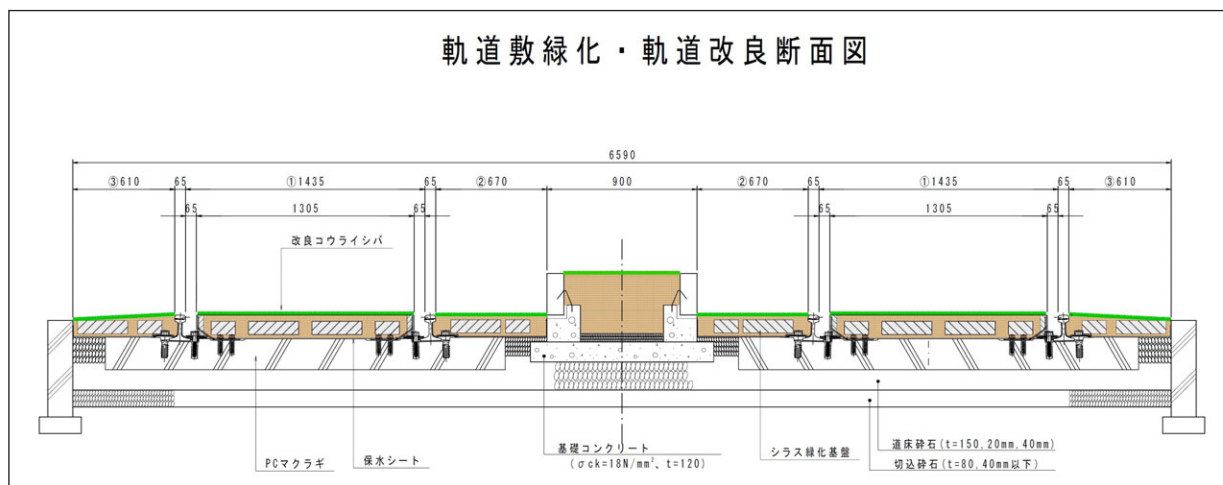 軌道敷緑化・軌道改良断面図
6590
③610 65 ①1435 65 ②670 900 ②670 65 ①1435 65 ③610
65 1305 65 65 1305 65
改良コウライシバ
PCマクラギ
保水シート
基礎コンクリート
(σck=18N/mm²、t=120)
シラス緑化基盤
道床砕石(t=150,20mm,40mm)
切込砕石(t=80,40mm以下)